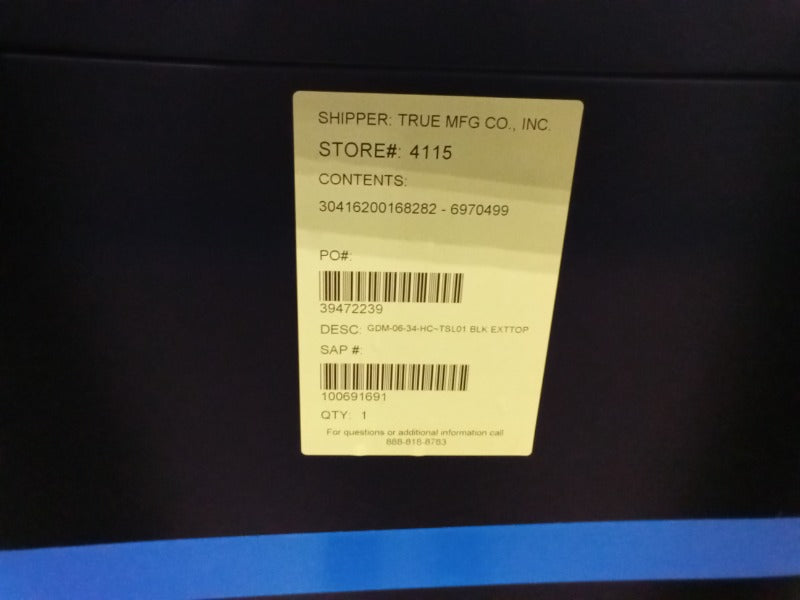 SHIPPER: TRUE MFG CO., INC.
STORE#: 4115
CONTENTS:
30416200168282 - 6970499
PO#:
39472239
DESC: GDM-06-34-HC~TSL01 BLK EXTTOP
SAP #:
100691691
QTY: 1
For questions or additional information call
888-818-8783